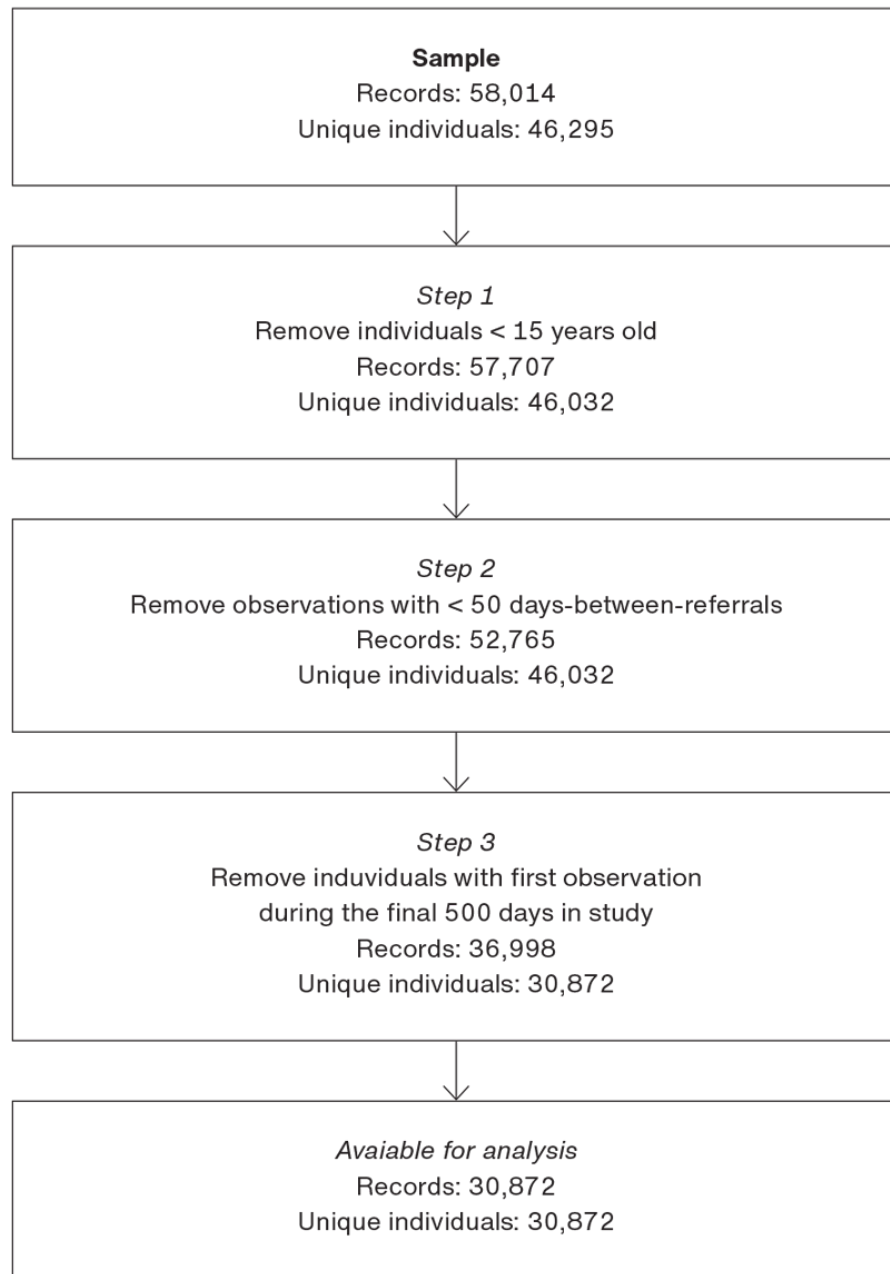 Sample
Records: 58,014
Unique individuals: 46,295
Step 1
Remove individuals < 15 years old
Records: 57,707
Unique individuals: 46,032
Step 2
Remove observations with < 50 days-between-referrals
Records: 52,765
Unique individuals: 46,032
Step 3
Remove induviduals with first observation
during the final 500 days in study
Records: 36,998
Unique individuals: 30,872
Avaiable for analysis
Records: 30,872
Unique individuals: 30,872